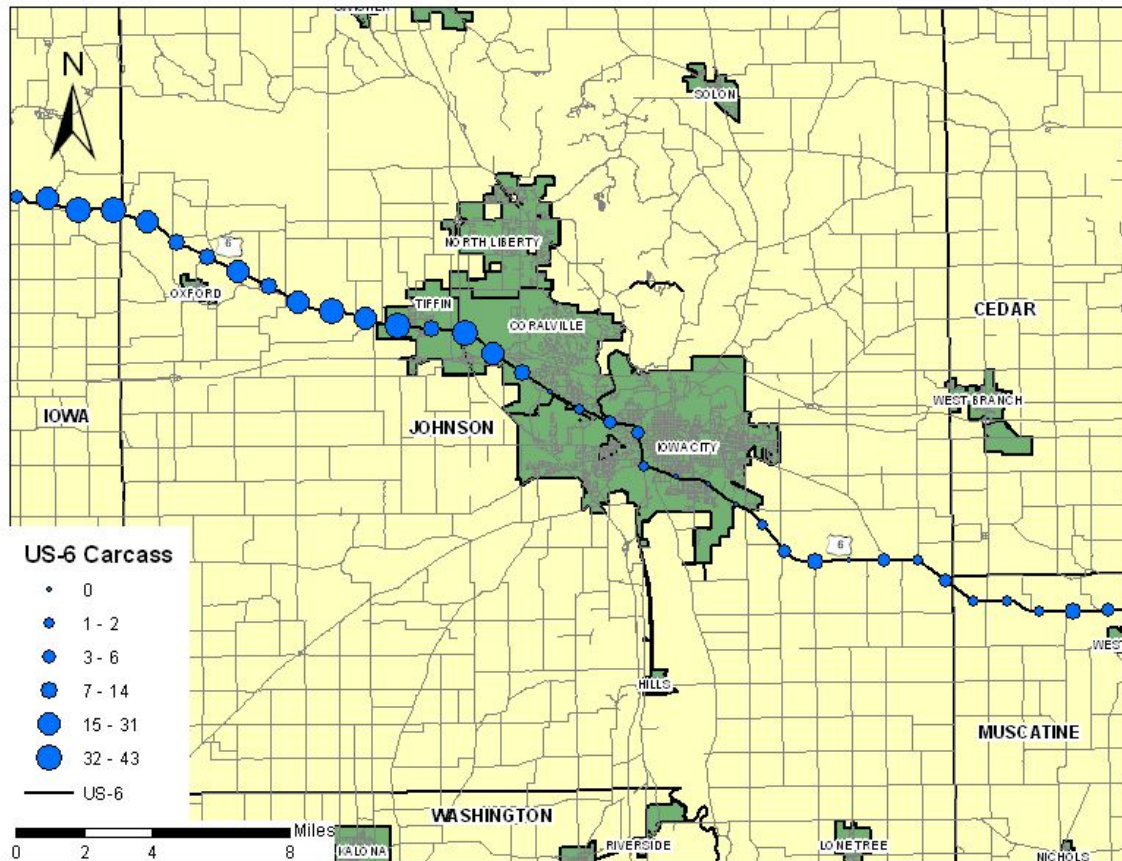 N
SOLON
NORTH LIBERTY
6
OXFORD
TIFFIN
CORALVILLE
CEDAR
WEST BRANCH
IOWA
JOHNSON
IOWA CITY
6
US-6 Carcass
0
1 - 2
3 - 6
7 - 14
15 - 31
32 - 43
US-6
WEST
HILLS
MUSCATINE
WASHINGTON
Miles
0 2 4 8
KALONA
RIVERSIDE
LONETREE
NICHOLS